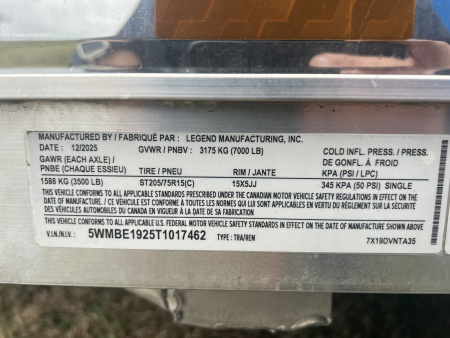 MANUFACTURED BY / FABRIQUÉ PAR : LEGEND MANUFACTURING, INC.
DATE : 12/2025 GVWR / PNBV : 3175 KG (7000 LB) COLD INFL. PRESS. /
GAWR (EACH AXLE) / DE GONFL. À FROID
PNBE (CHAQUE ESSIEU) TIRE / PNEU RIM / JANTE KPA (PSI / LPC)
1588 KG (3500 LB) ST205/75R15(C) 15X5JJ 345 KPA (50 PSI) SINGLE
THIS VEHICLE CONFORMS TO ALL APPLICABLE STANDARDS PRESCRIBED UNDER THE CANADIAN MOTOR VEHICLE SAFETY REGULATIONS IN EFFECT ON
THE DATE OF MANUFACTURE / CE VÉHICULE EST CONFORME À TOUTES LES NORMES QUI LUI SONT APPLICABLES EN VERTU DU RÈGLEMENT SUR LA
SÉCURITÉ DES VÉHICULES AUTOMOBILES DU CANADA EN VIGUEUR À LA DATE DE SA FABRICATION
THIS VEHICLE CONFORMS TO ALL APPLICABLE U.S. FEDERAL MOTOR VEHICLE SAFETY STANDARDS IN EFFECT ON THE DATE OF MANUFACTURE SHOWN
ABOVE.
V.I.N./N.I.V.: 5WMBE1925T1017462 TYPE : TRA/REN 7X19DVNTA35